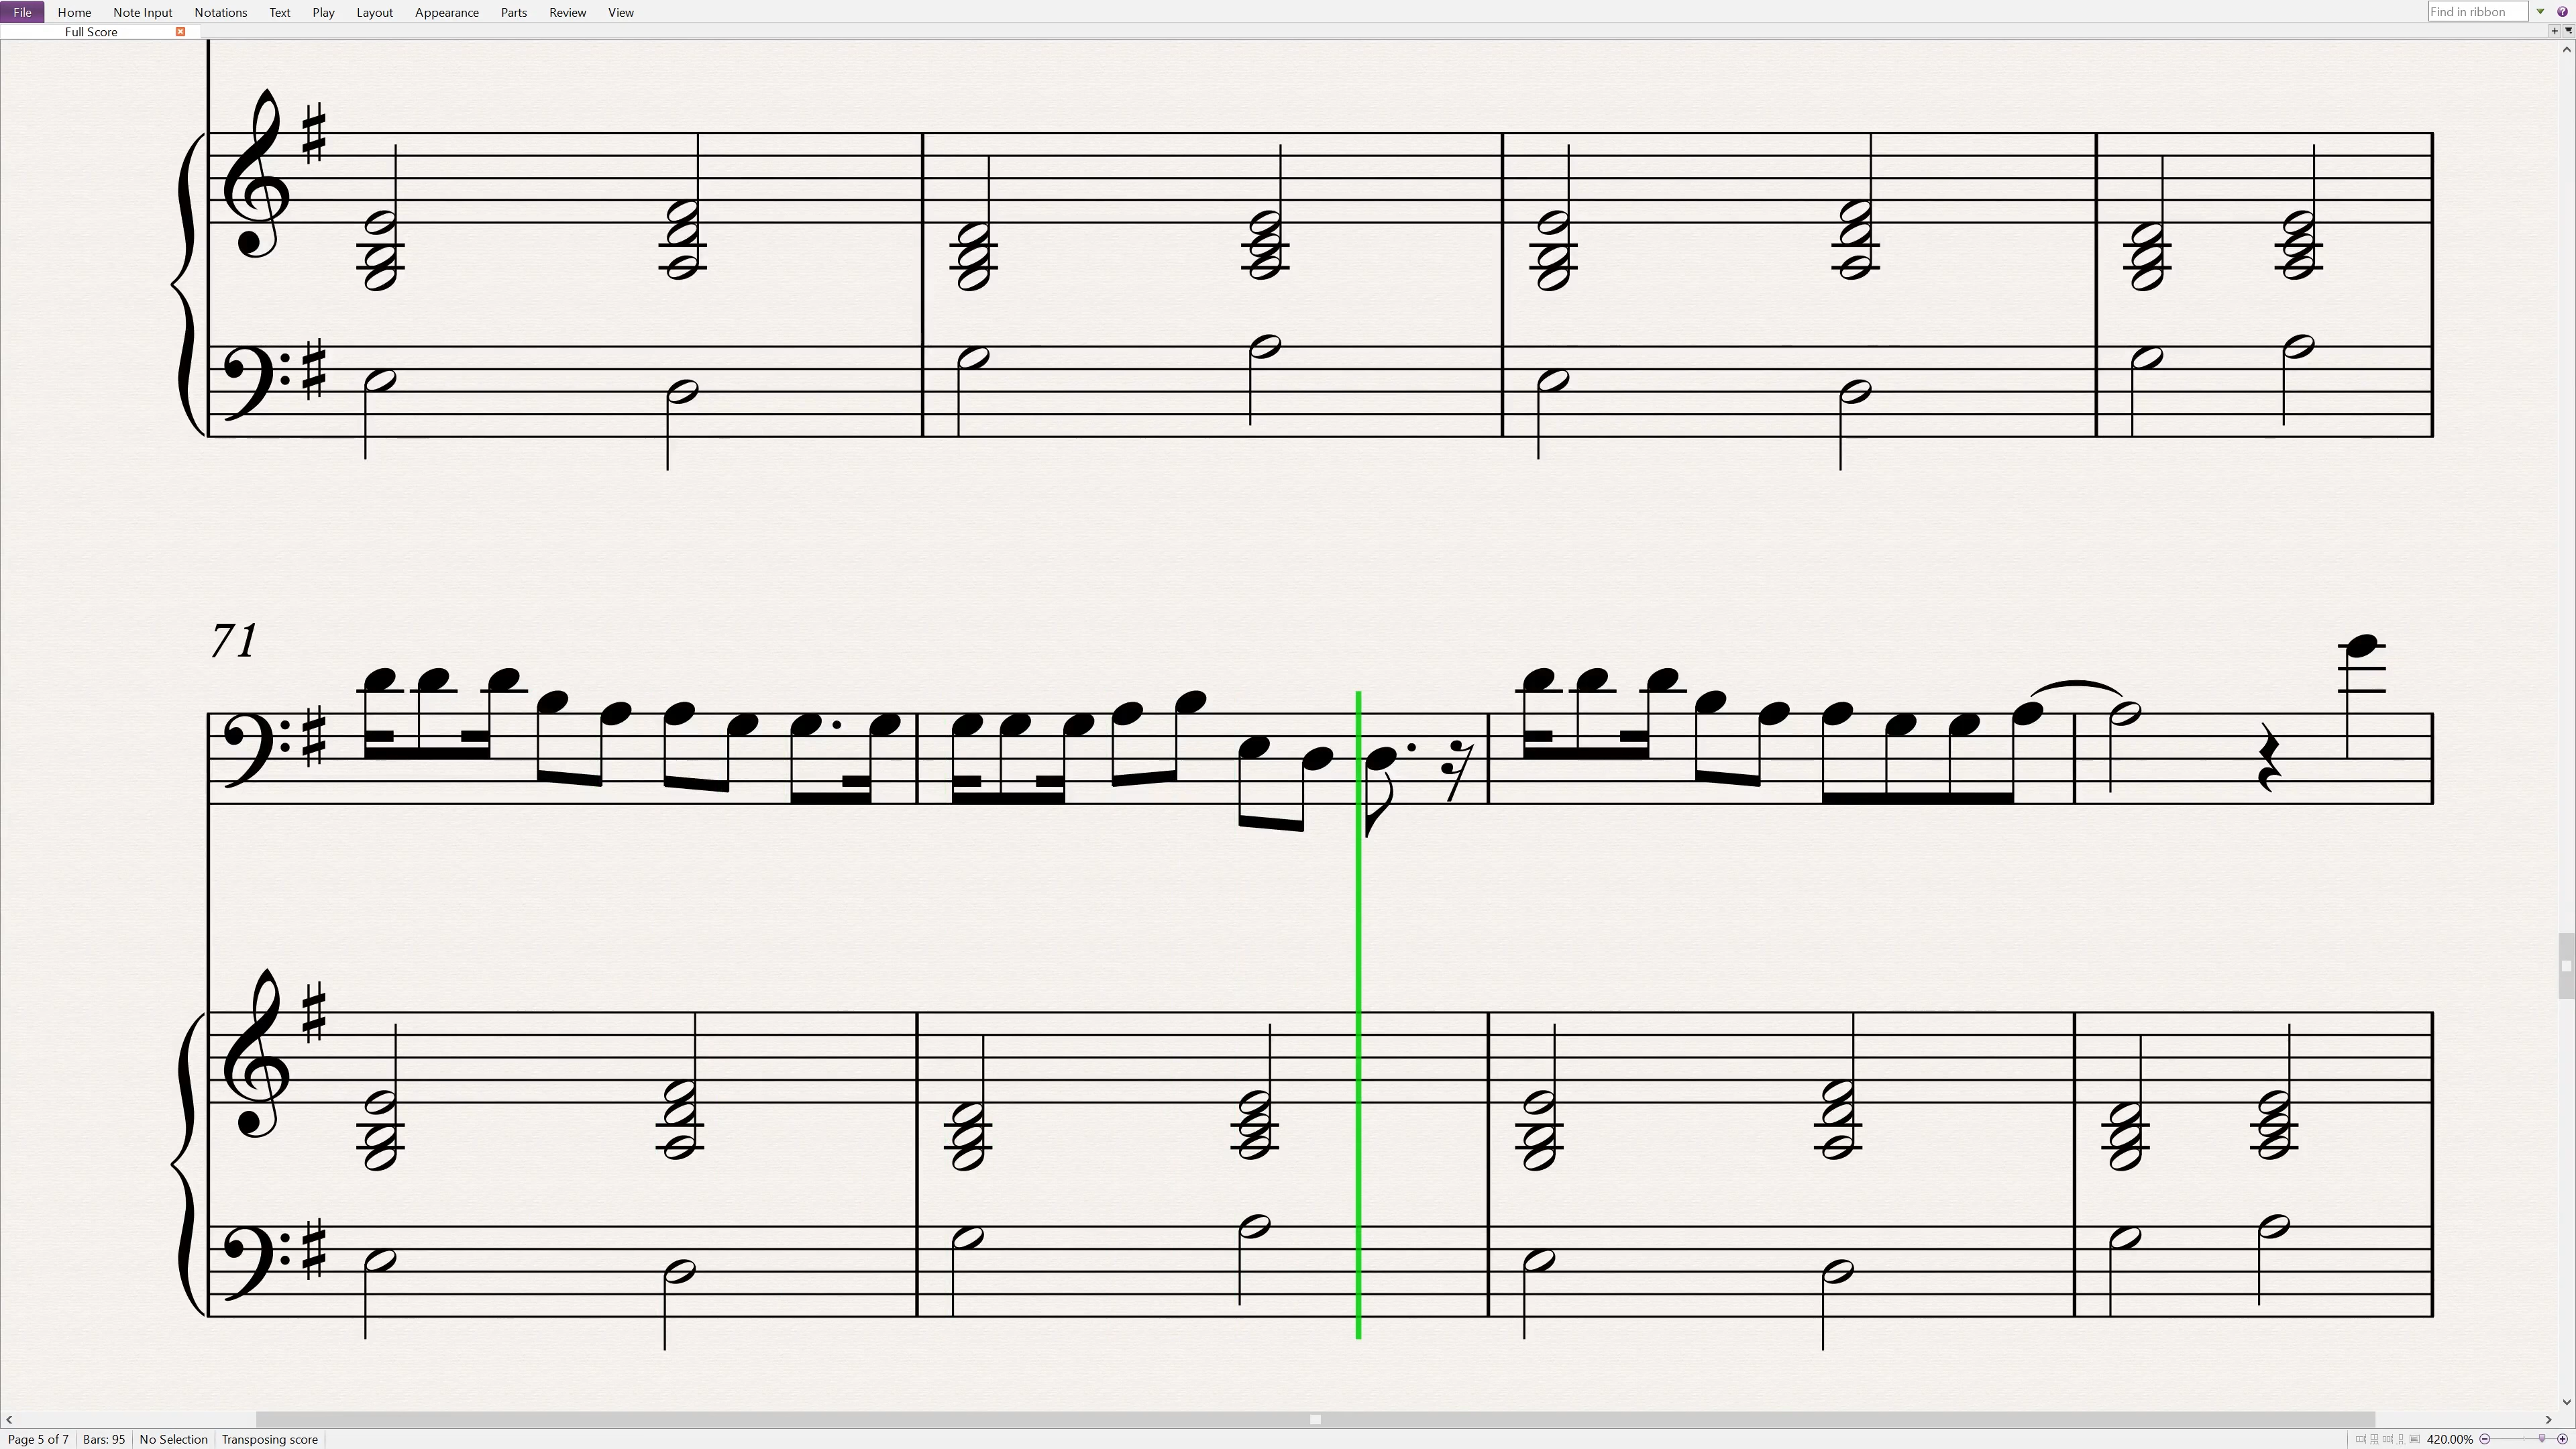 File Home Note Input Notations Text Play Layout Appearance Parts Review View Find in ribbon
Full Score
71
Page 5 of 7 Bars: 95 No Selection Transposing score 420.00%